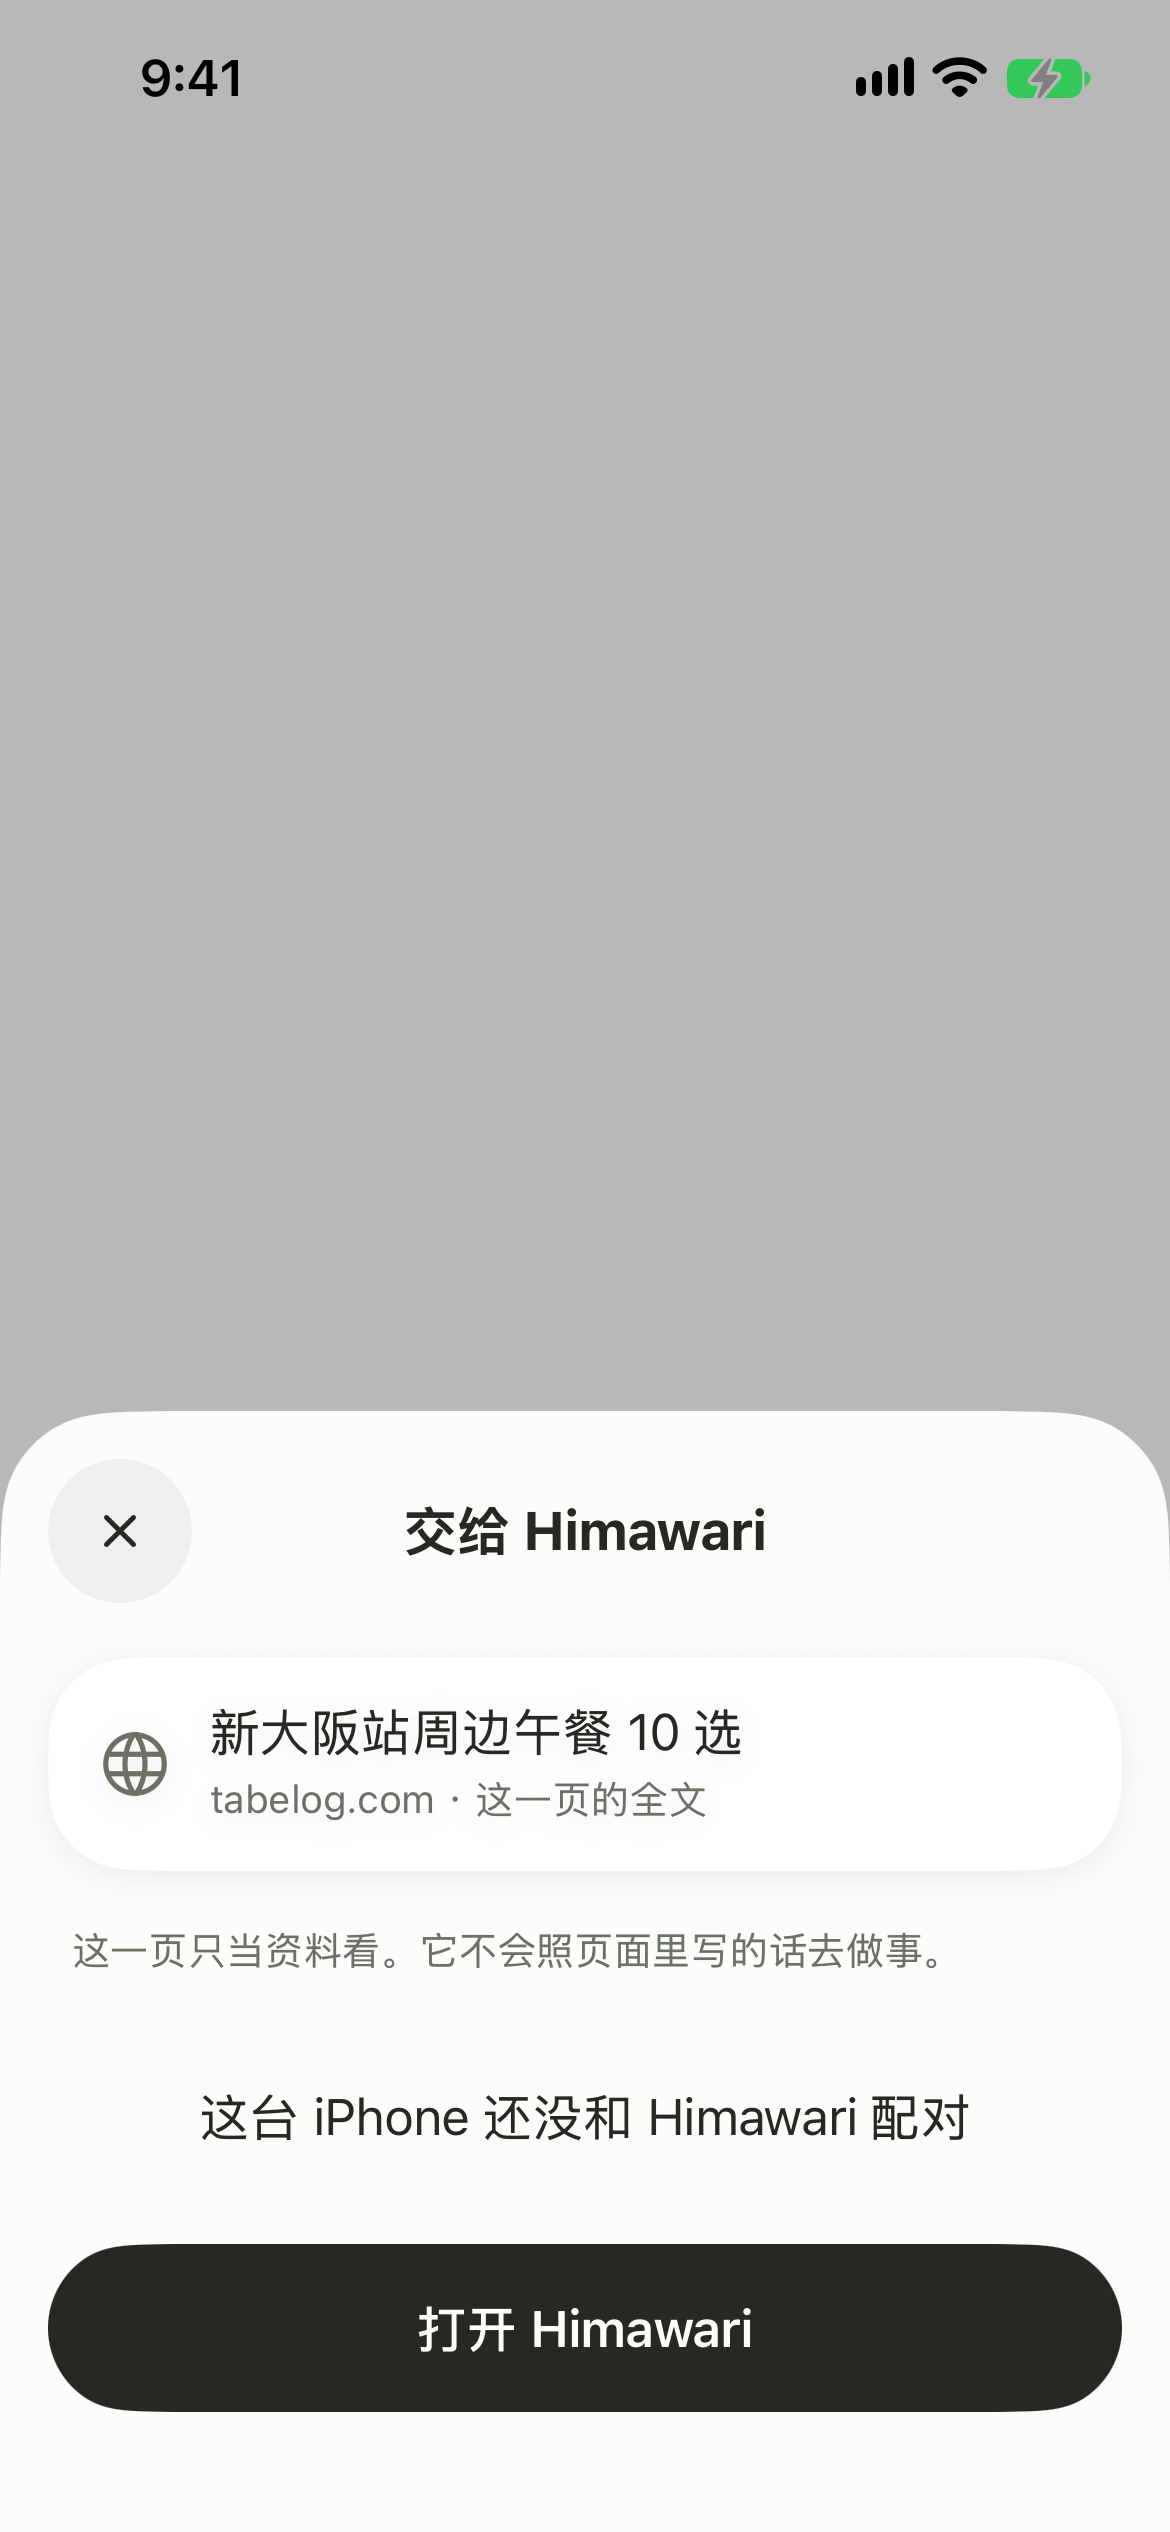 9:41
交给 Himawari
新大阪站周边午餐 10 选
tabelog.com · 这一页的全文
这一页只当资料看。它不会照页面里写的话去做事。
这台 iPhone 还没和 Himawari 配对
打开 Himawari